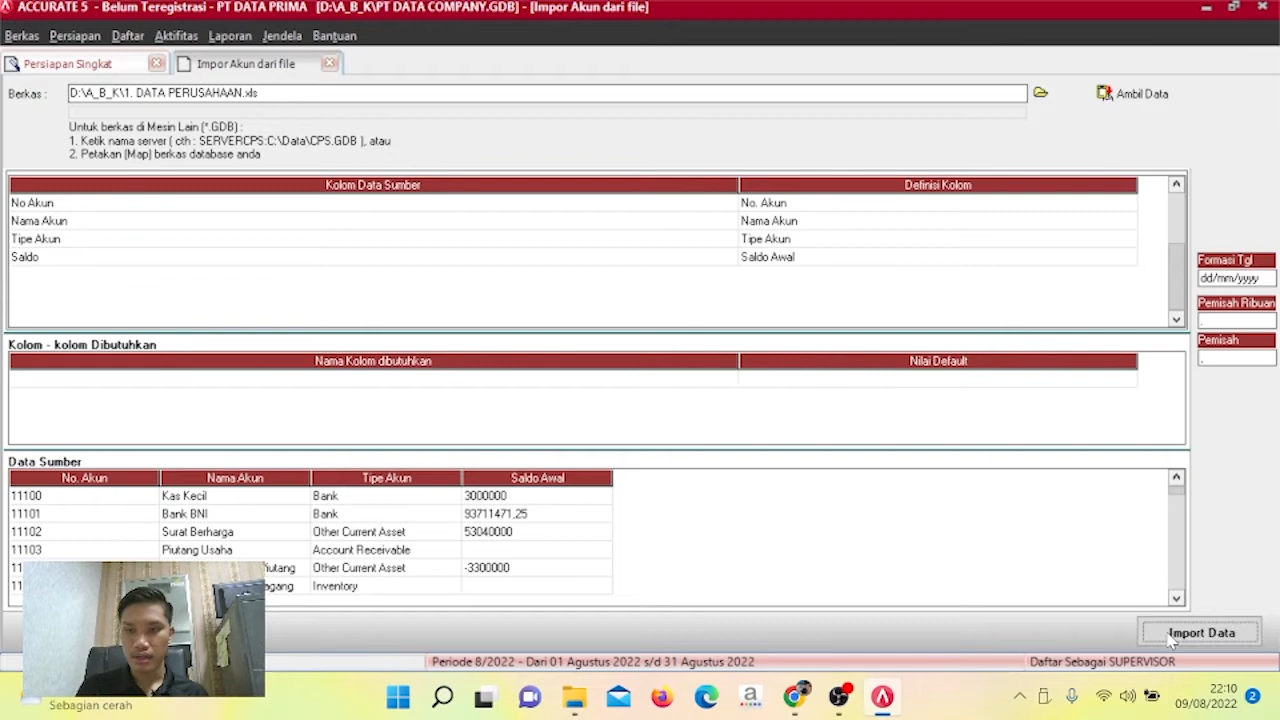 ACCURATE 5 - Belum Teregistrasi - PT DATA PRIMA [D:\A_B_K\PT DATA COMPANY.GDB] - [Impor Akun dari file]
Berkas Persiapan Daftar Aktifitas Laporan Jendela Bantuan
Persiapan Singkat Impor Akun dari file
Berkas : D:\A_B_K\1. DATA PERUSAHAAN.xls Ambil Data
Untuk berkas di Mesin Lain (*.GDB) :
1. Ketik nama server ( cth : SERVERCPS:C:\Data\CPS.GDB ), atau
2. Petakan (Map) berkas database anda
Kolom Data Sumber Definisi Kolom
No Akun No. Akun
Nama Akun Nama Akun
Tipe Akun Tipe Akun
Saldo Saldo Awal
Formasi Tgl
dd/mm/yyyy
Pemisah Ribuan
Pemisah
Kolom - kolom Dibutuhkan
Nama Kolom dibutuhkan Nilai Default
Data Sumber
No. Akun Nama Akun Tipe Akun Saldo Awal
11100 Kas Kecil Bank 3000000
11101 Bank BNI Bank 93711471,25
11102 Surat Berharga Other Current Asset 53040000
11103 Piutang Usaha Account Receivable
11 iutang Other Current Asset -3300000
11 agang Inventory
Import Data
Periode 8/2022 - Dari 01 Agustus 2022 s/d 31 Agustus 2022 Daftar Sebagai SUPERVISOR
Sebagian cerah
22:10
09/08/2022
2